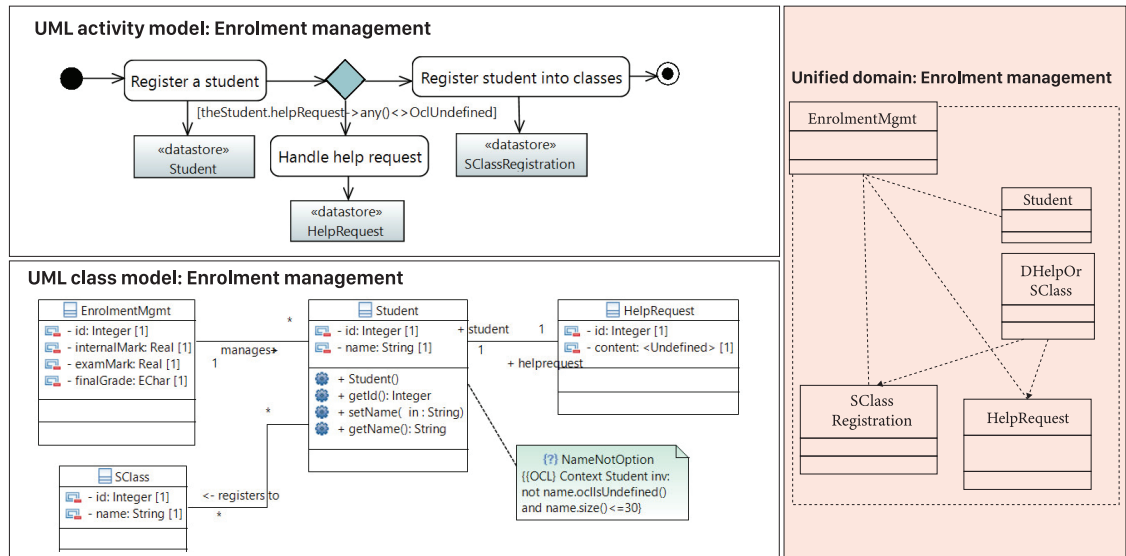 UML activity model: Enrolment management
Register a student
Register student into classes
[theStudent.helpRequest->any()<>OclUndefined]
«datastore»
Student
Handle help request
«datastore»
SClassRegistration
«datastore»
HelpRequest
UML class model: Enrolment management
EnrolmentMgmt
- id: Integer [1]
- internalMark: Real [1]
- examMark: Real [1]
- finalGrade: EChar [1]
*
manages
1
Student
- id: Integer [1]
- name: String [1]
+ Student()
+ getId(): Integer
+ setName( in : String)
+ getName(): String
+ student
1
1
+ helprequest
HelpRequest
- id: Integer [1]
- content: <Undefined> [1]
*
<- registers to
*
SClass
- id: Integer [1]
- name: String [1]
{?} NameNotOption
{{OCL} Context Student inv:
not name.oclIsUndefined()
and name.size()<=30}
Unified domain: Enrolment management
EnrolmentMgmt
Student
DHelpOr
SClass
SClass
Registration
HelpRequest